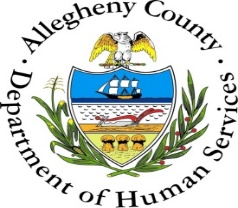 Allegheny County
Department of Human Services